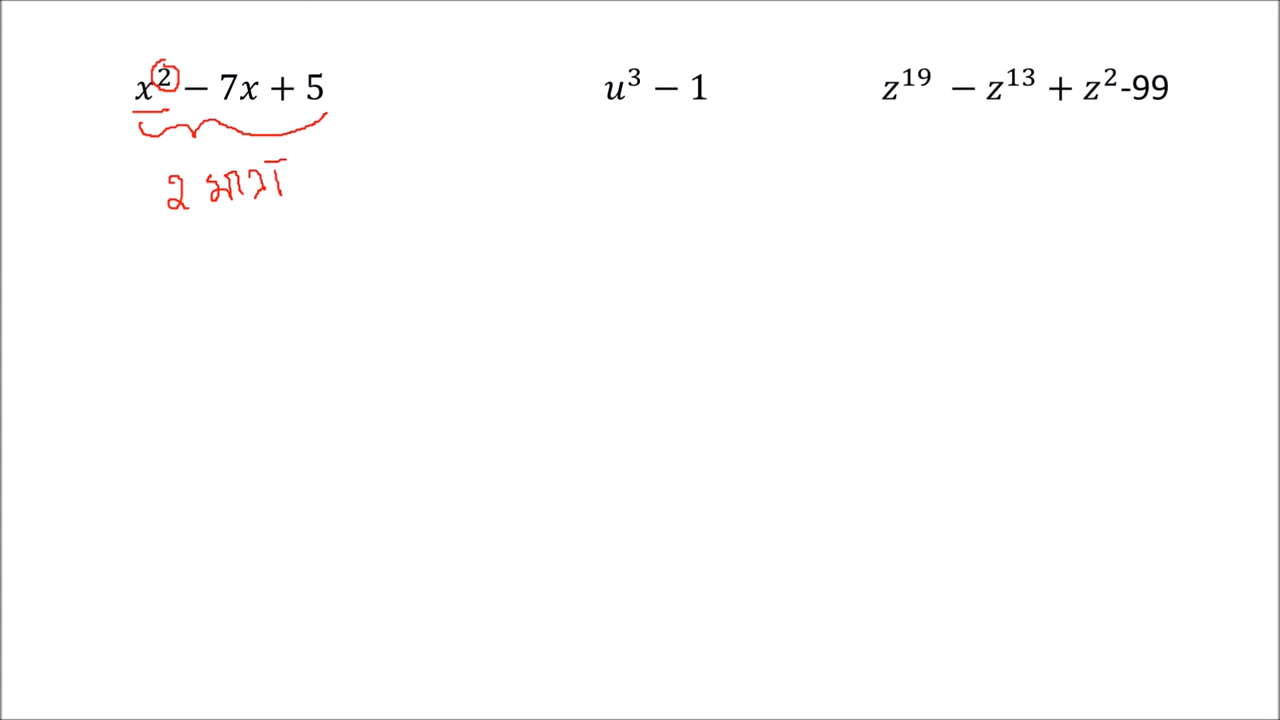 x² − 7x + 5 u³ − 1 z¹⁹ − z¹³ + z²-99
2 মাত্রা